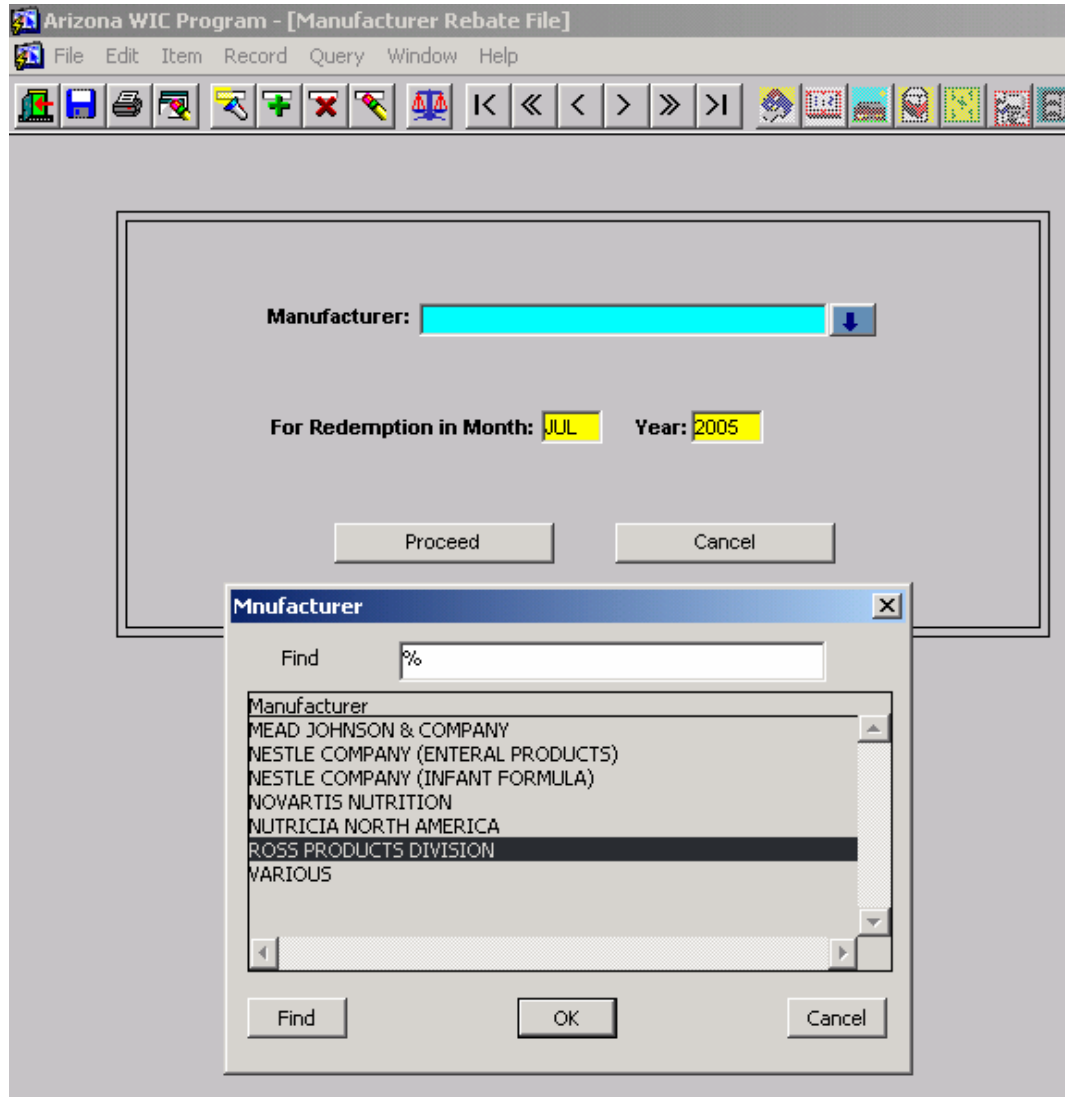 Arizona WIC Program - [Manufacturer Rebate File]
File Edit Item Record Query Window Help
Manufacturer:
For Redemption in Month: JUL Year: 2005
Proceed Cancel
Mnufacturer
Find %
Manufacturer
MEAD JOHNSON & COMPANY
NESTLE COMPANY (ENTERAL PRODUCTS)
NESTLE COMPANY (INFANT FORMULA)
NOVARTIS NUTRITION
NUTRICIA NORTH AMERICA
ROSS PRODUCTS DIVISION
VARIOUS
Find OK Cancel